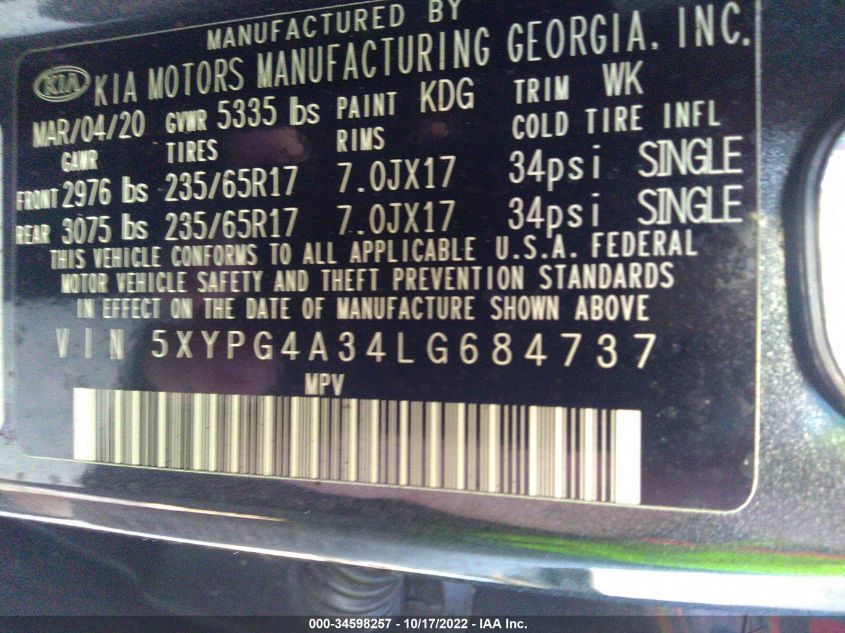 MANUFACTURED BY
KIA KIA MOTORS MANUFACTURING GEORGIA, INC.
MAR/04/20 GVWR 5335 lbs PAINT KDG TRIM WK
GAWR TIRES RIMS COLD TIRE INFL
FRONT 2976 lbs 235/65R17 7.0JX17 34psi SINGLE
REAR 3075 lbs 235/65R17 7.0JX17 34psi SINGLE
THIS VEHICLE CONFORMS TO ALL APPLICABLE U.S.A. FEDERAL
MOTOR VEHICLE SAFETY AND THEFT PREVENTION STANDARDS
IN EFFECT ON THE DATE OF MANUFACTURE SHOWN ABOVE
VIN 5XYPG4A34LG684737
MPV
000-34598257 - 10/17/2022 - IAA Inc.